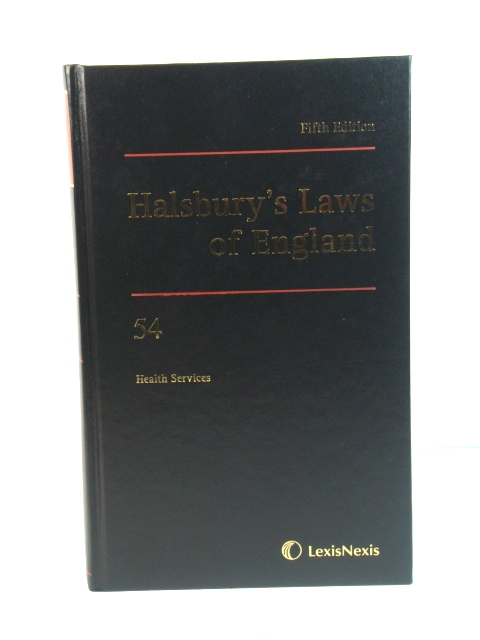 Fifth Edition
Halsbury's Laws
of England
54
Health Services
LexisNexis